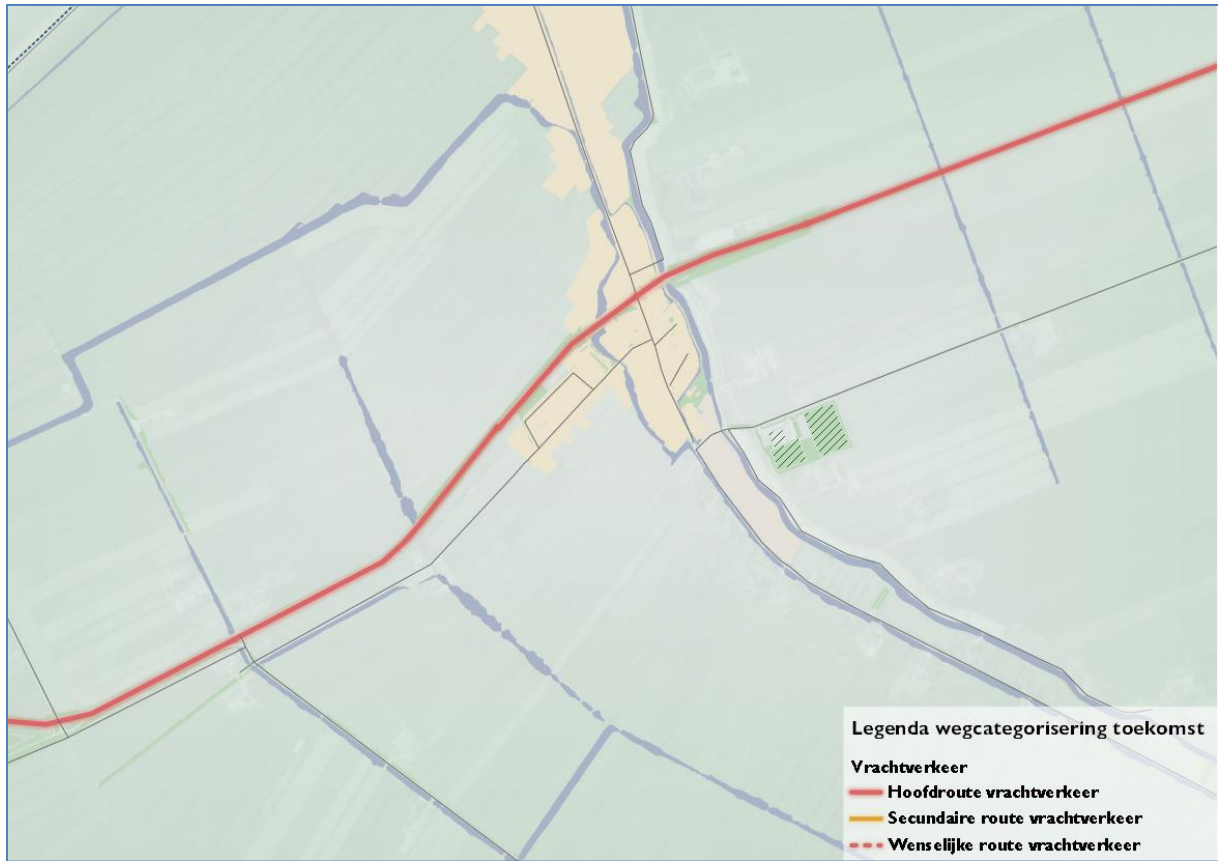 Legenda wegcategorisering toekomst
Vrachtverkeer
Hoofdroute vrachtverkeer
Secundaire route vrachtverkeer
Wenselijke route vrachtverkeer